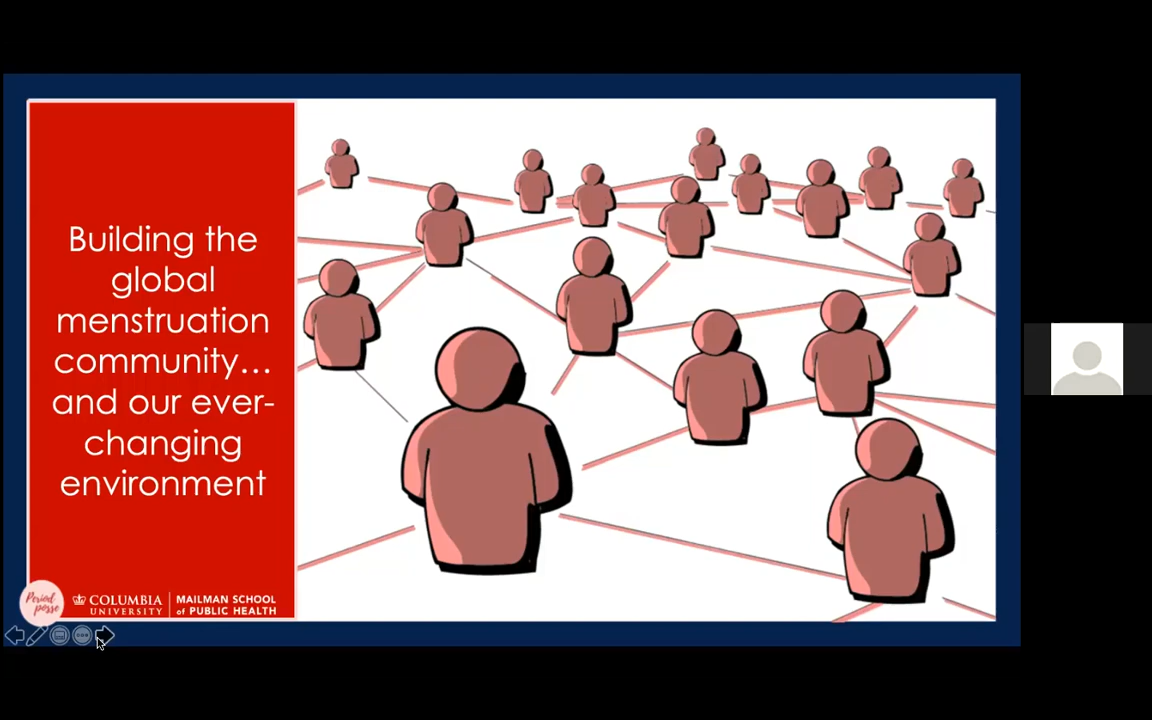 Building the
global
menstruation
community...
and our ever-
changing
environment
Period
posse
COLUMBIA
UNIVERSITY
MAILMAN SCHOOL
of PUBLIC HEALTH